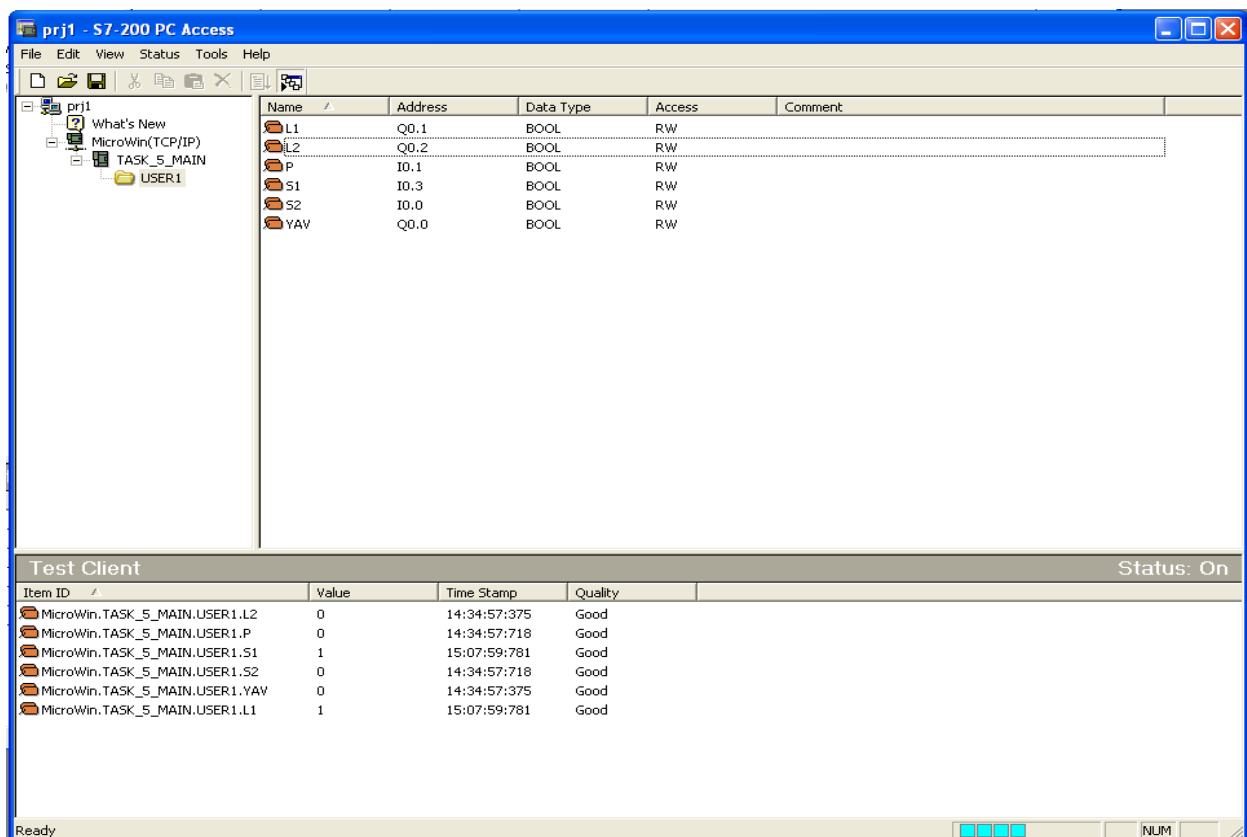 prj1 - S7-200 PC Access
File Edit View Status Tools Help
prj1
What's New
MicroWin(TCP/IP)
TASK_5_MAIN
USER1
Name Address Data Type Access Comment
L1 Q0.1 BOOL RW
L2 Q0.2 BOOL RW
P I0.1 BOOL RW
S1 I0.3 BOOL RW
S2 I0.0 BOOL RW
YAV Q0.0 BOOL RW
Test Client Status: On
Item ID Value Time Stamp Quality
MicroWin.TASK_5_MAIN.USER1.L2 0 14:34:57:375 Good
MicroWin.TASK_5_MAIN.USER1.P 0 14:34:57:718 Good
MicroWin.TASK_5_MAIN.USER1.S1 1 15:07:59:781 Good
MicroWin.TASK_5_MAIN.USER1.S2 0 14:34:57:718 Good
MicroWin.TASK_5_MAIN.USER1.YAV 0 14:34:57:375 Good
MicroWin.TASK_5_MAIN.USER1.L1 1 15:07:59:781 Good
Ready NUM